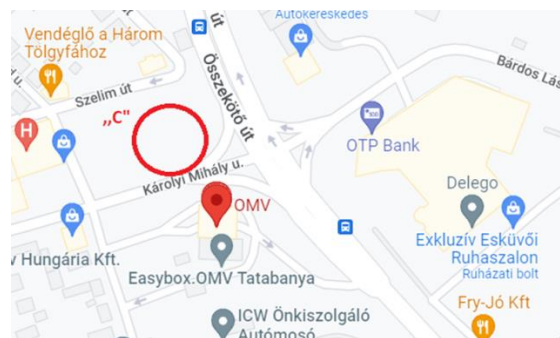 Autókereskedés
Vendéglő a Három
Tölgyfához
út
Összekötő út
Szelim út
„C"
Bárdos Lás
u.
H
OTP Bank
Károlyi Mihály u.
OMV
Delego
Hungária Kft.
Easybox.OMV Tatabanya
Exkluzív Esküvői
Ruhaszalon
Ruházati bolt
Fry-Jó Kft
ICW Önkiszolgáló
Autómosó